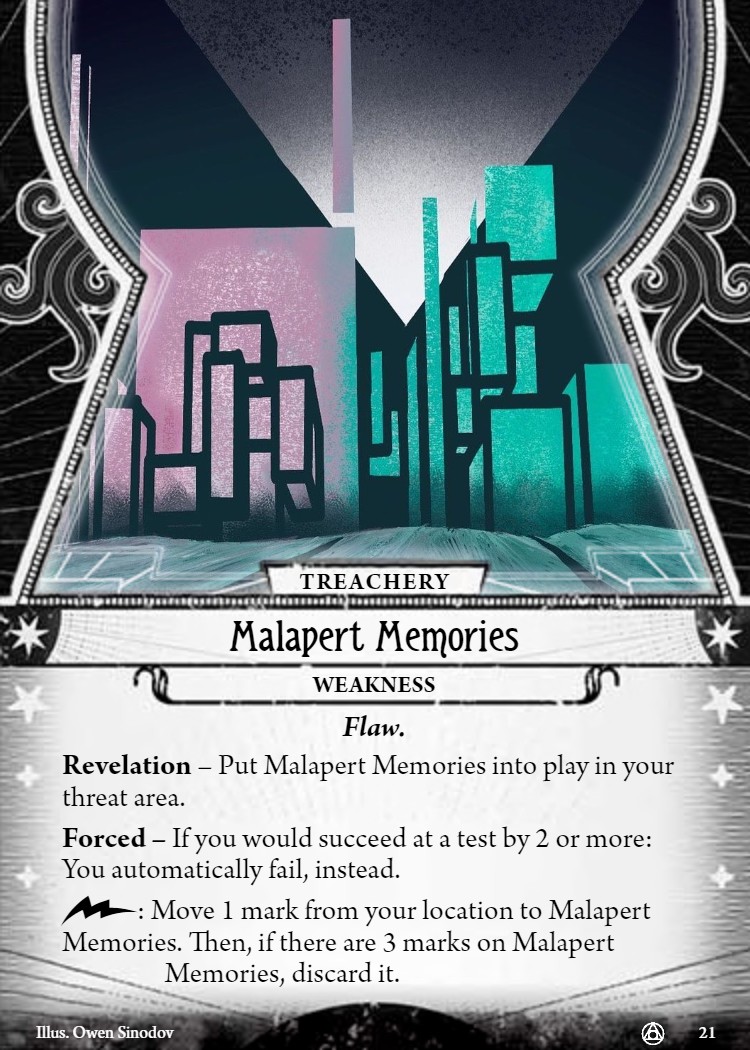 TREACHERY
Malapert Memories
WEAKNESS
Flaw.
Revelation – Put Malapert Memories into play in your
threat area.
Forced – If you would succeed at a test by 2 or more:
You automatically fail, instead.
: Move 1 mark from your location to Malapert
Memories. Then, if there are 3 marks on Malapert
Memories, discard it.
Illus. Owen Sinodov
21